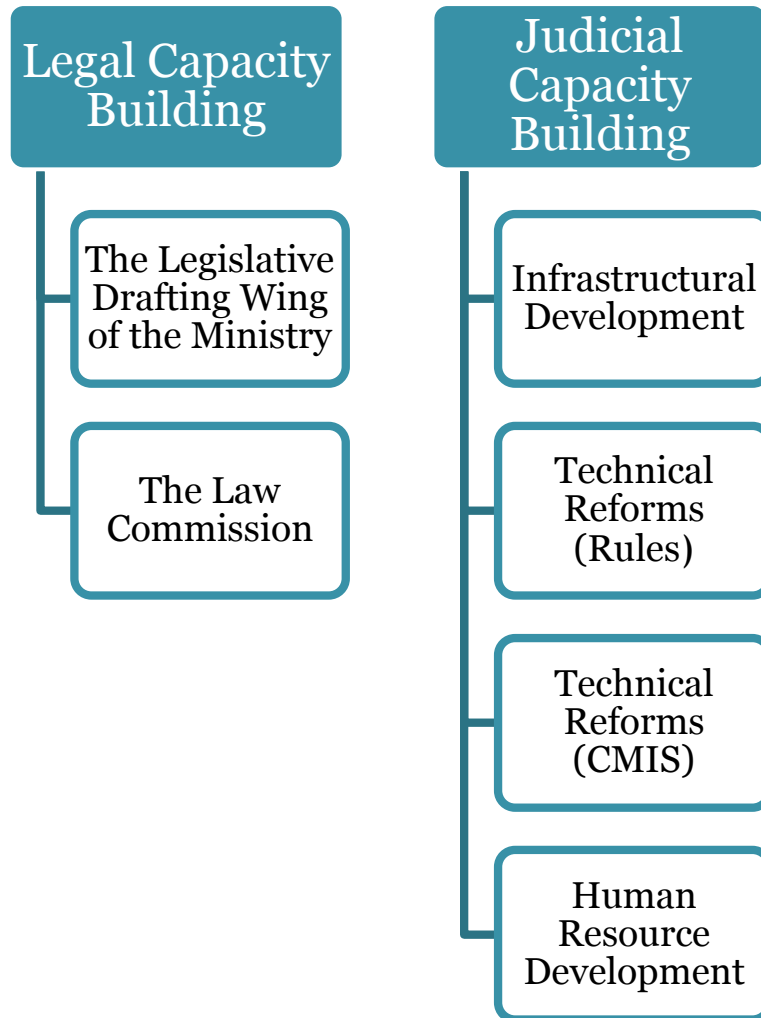 Legal Capacity
Building
The Legislative
Drafting Wing
of the Ministry
The Law
Commission
Judicial
Capacity
Building
Infrastructural
Development
Technical
Reforms
(Rules)
Technical
Reforms
(CMIS)
Human
Resource
Development